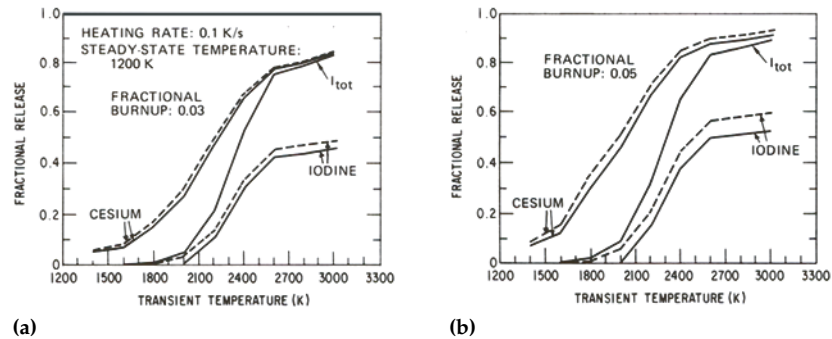 1.0
0.8
0.6
0.4
0.2
0
FRACTIONAL RELEASE
HEATING RATE: 0.1 K/s
STEADY-STATE TEMPERATURE:
1200 K
FRACTIONAL
BURNUP: 0.03
Itot
IODINE
CESIUM
1200 1500 1800 2100 2400 2700 3000 3300
TRANSIENT TEMPERATURE (K)
(a)
1.0
0.8
0.6
0.4
0.2
0
FRACTIONAL RELEASE
FRACTIONAL
BURNUP: 0.05
Itot
IODINE
CESIUM
1200 1500 1800 2100 2400 2700 3000 3300
TRANSIENT TEMPERATURE (K)
(b)